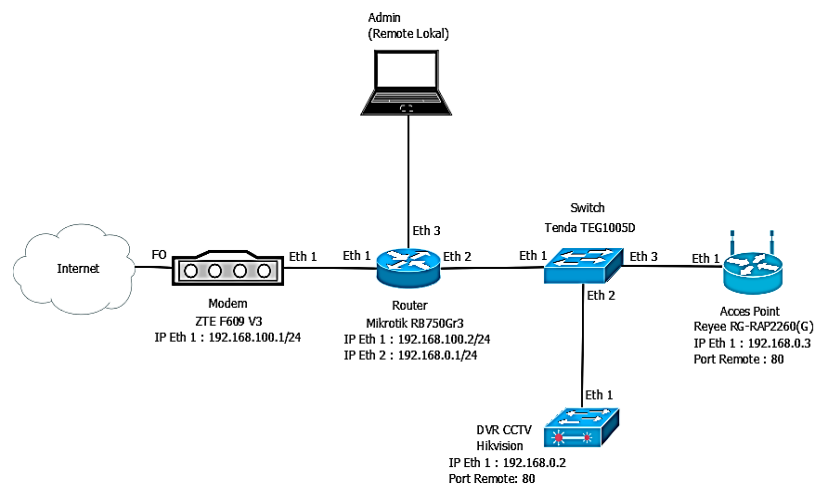 Admin
(Remote Lokal)
Eth 3
Switch
Tenda TEG1005D
Internet
FO
Eth 1
Eth 1
Eth 2
Eth 1
Eth 3
Eth 1
Eth 2
Modem
ZTE F609 V3
IP Eth 1 : 192.168.100.1/24
Router
Mikrotik RB750Gr3
IP Eth 1 : 192.168.100.2/24
IP Eth 2 : 192.168.0.1/24
Acces Point
Reyee RG-RAP2260(G)
IP Eth 1 : 192.168.0.3
Port Remote : 80
Eth 1
DVR CCTV
Hikvision
IP Eth 1 : 192.168.0.2
Port Remote: 80